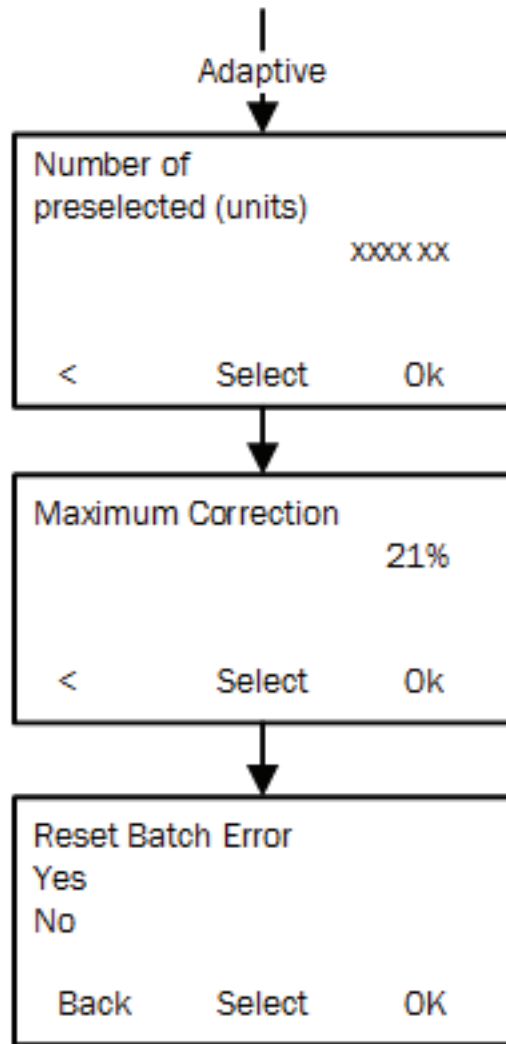 Adaptive
Number of
preselected (units)
xxxx xx
< Select Ok
Maximum Correction
21%
< Select Ok
Reset Batch Error
Yes
No
Back Select OK